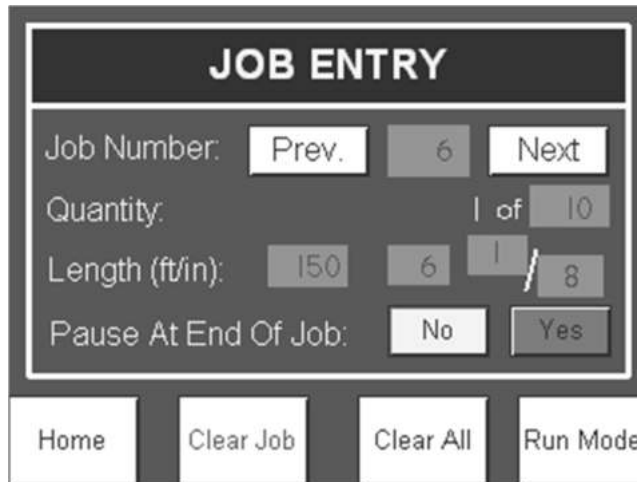 JOB ENTRY
Job Number: Prev. 6 Next
Quantity: 1 of 10
Length (ft/in): 150 6 1/8
Pause At End Of Job: No Yes
Home Clear Job Clear All Run Mode